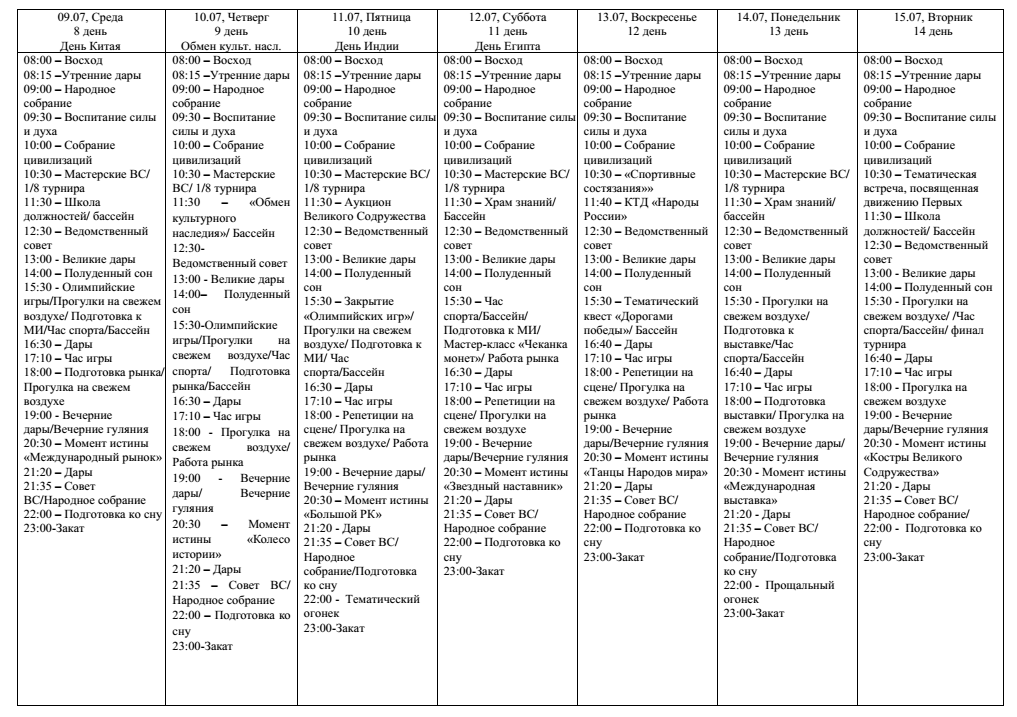 09.07, Среда
8 день
День Китая
08:00 – Восход
08:15 –Утренние дары
09:00 – Народное
собрание
09:30 – Воспитание силы
и духа
10:00 – Собрание
цивилизаций
10:30 – Мастерские ВС/
1/8 турнира
11:30 – Школа
должностей/ бассейн
12:30 – Ведомственный
совет
13:00 - Великие дары
14:00 – Полуденный сон
15:30 - Олимпийские
игры/Прогулки на свежем
воздухе/ Подготовка к
МИ/Час спорта/Бассейн
16:30 – Дары
17:10 – Час игры
18:00 – Подготовка рынка/
Прогулка на свежем
воздухе
19:00 - Вечерние
дары/Вечерние гуляния
20:30 – Момент истины
«Международный рынок»
21:20 – Дары
21:35 – Совет
ВС/Народное собрание
22:00 – Подготовка ко сну
23:00-Закат
10.07, Четверг
9 день
Обмен культ. насл.
08:00 – Восход
08:15 –Утренние дары
09:00 – Народное
собрание
09:30 – Воспитание
силы и духа
10:00 – Собрание
цивилизаций
10:30 – Мастерские
ВС/ 1/8 турнира
11:30 – «Обмен
культурного
наследия»/ Бассейн
12:30-
Ведомственный совет
13:00 - Великие дары
14:00– Полуденный
сон
15:30-Олимпийские
игры/Прогулки на
свежем воздухе/Час
спорта/ Подготовка
рынка/Бассейн
16:30 – Дары
17:10 – Час игры
18:00 - Прогулка на
свежем воздухе/
Работа рынка
19:00 - Вечерние
дары/ Вечерние
гуляния
20:30 – Момент
истины «Колесо
истории»
21:20 – Дары
21:35 – Совет ВС/
Народное собрание
22:00 – Подготовка ко
сну
23:00-Закат
11.07, Пятница
10 день
День Индии
08:00 – Восход
08:15 –Утренние дары
09:00 – Народное
собрание
09:30 – Воспитание силы
и духа
10:00 – Собрание
цивилизаций
10:30 – Мастерские ВС/
1/8 турнира
11:30 – Аукцион
Великого Содружества
12:30 – Ведомственный
совет
13:00 - Великие дары
14:00 – Полуденный
сон
15:30 – Закрытие
«Олимпийских игр»/
Прогулки на свежем
воздухе/ Подготовка к
МИ/ Час
спорта/Бассейн
16:30 – Дары
17:10 – Час игры
18:00 - Репетиции на
сцене/ Прогулка на
свежем воздухе/ Работа
рынка
19:00 - Вечерние дары/
Вечерние гуляния
20:30 – Момент истины
«Большой РК»
21:20 - Дары
21:35 – Совет ВС/
Народное
собрание/Подготовка
ко сну
22:00 - Тематический
огонек
23:00-Закат
12.07, Суббота
11 день
День Египта
08:00 – Восход
08:15 –Утренние дары
09:00 – Народное
собрание
09:30 – Воспитание силы
и духа
10:00 – Собрание
цивилизаций
10:30 – Мастерские ВС/
1/8 турнира
11:30 – Храм знаний/
Бассейн
12:30 – Ведомственный
совет
13:00 - Великие дары
14:00 – Полуденный
сон
15:30 – Час
спорта/Бассейн/
Подготовка к МИ/
Мастер-класс «Чеканка
монет»/ Работа рынка
16:30 – Дары
17:10 – Час игры
18:00 – Репетиции на
сцене/ Прогулки на
свежем воздухе
19:00 – Вечерние
дары/Вечерние гуляния
20:30 – Момент истины
«Звездный наставник»
21:20 – Дары
21:35 – Совет ВС/
Народное собрание
22:00 – Подготовка ко
сну
23:00-Закат
13.07, Воскресенье
12 день
08:00 – Восход
08:15 –Утренние дары
09:00 – Народное
собрание
09:30 – Воспитание
силы и духа
10:00 – Собрание
цивилизаций
10:30 – «Спортивные
состязания»»
11:40 – КТД «Народы
России»
12:30 – Ведомственный
совет
13:00 - Великие дары
14:00 – Полуденный
сон
15:30 – Тематический
квест «Дорогами
победы»/ Бассейн
16:40 – Дары
17:10 – Час игры
18:00 - Репетиции на
сцене/ Прогулка на
свежем воздухе/ Работа
рынка
19:00 - Вечерние
дары/Вечерние гуляния
20:30 – Момент истины
«Танцы Народов мира»
21:20 – Дары
21:35 – Совет ВС/
Народное собрание
22:00 – Подготовка ко
сну
23:00-Закат
14.07, Понедельник
13 день
08:00 – Восход
08:15 –Утренние дары
09:00 – Народное
собрание
09:30 – Воспитание
силы и духа
10:00 – Собрание
цивилизаций
10:30 – Мастерские ВС/
1/8 турнира
11:30 – Храм знаний/
бассейн
12:30 – Ведомственный
совет
13:00 - Великие дары
14:00 – Полуденный
сон
15:30 - Прогулки на
свежем воздухе/
Подготовка к
выставке/Час
спорта/Бассейн
16:40 – Дары
17:10 – Час игры
18:00 – Подготовка
выставки/ Прогулка на
свежем воздухе
19:00 – Вечерние дары/
Вечерние гуляния
20:30 - Момент истины
«Международная
выставка»
21:20 - Дары
21:35 – Совет ВС/
Народное
собрание/Подготовка
ко сну
22:00 - Прощальный
огонек
23:00-Закат
15.07, Вторник
14 день
08:00 – Восход
08:15 –Утренние дары
09:00 – Народное
собрание
09:30 – Воспитание силы
и духа
10:00 – Собрание
цивилизаций
10:30 – Тематическая
встреча, посвященная
движению Первых
11:30 – Школа
должностей/ Бассейн
12:30 – Ведомственный
совет
13:00 - Великие дары
14:00 – Полуденный сон
15:30 - Прогулки на
свежем воздухе/ /Час
спорта/Бассейн/ финал
турнира
16:40 – Дары
17:10 – Час игры
18:00 - Прогулка на
свежем воздухе
19:00 - Вечерние
дары/Вечерние гуляния
20:30 - Момент истины
«Костры Великого
Содружества»
21:20 - Дары
21:35 – Совет ВС/
Народное собрание/
22:00 - Подготовка ко
сну
23:00-Закат